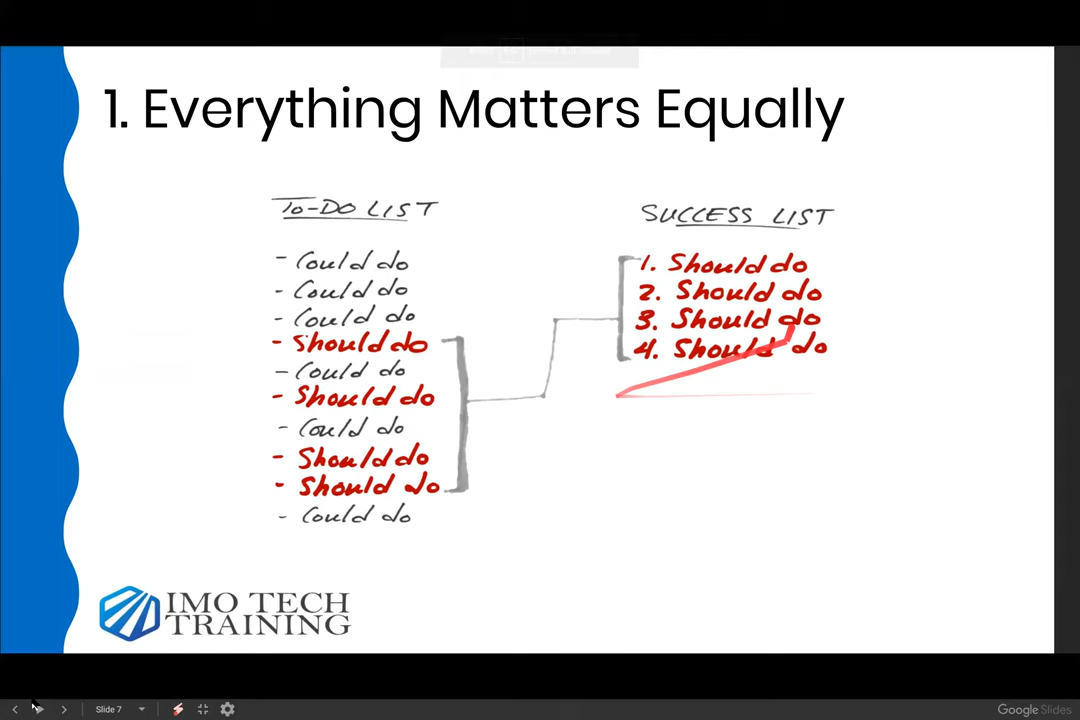 1. Everything Matters Equally
TO-DO LIST
- Could do
- Could do
- Could do
- Should do
- Could do
- Should do
- Could do
- Should do
- Should do
- Could do
SUCCESS LIST
1. Should do
2. Should do
3. Should do
4. Should do
IMO TECH
TRAINING
Slide 7
Google Slides